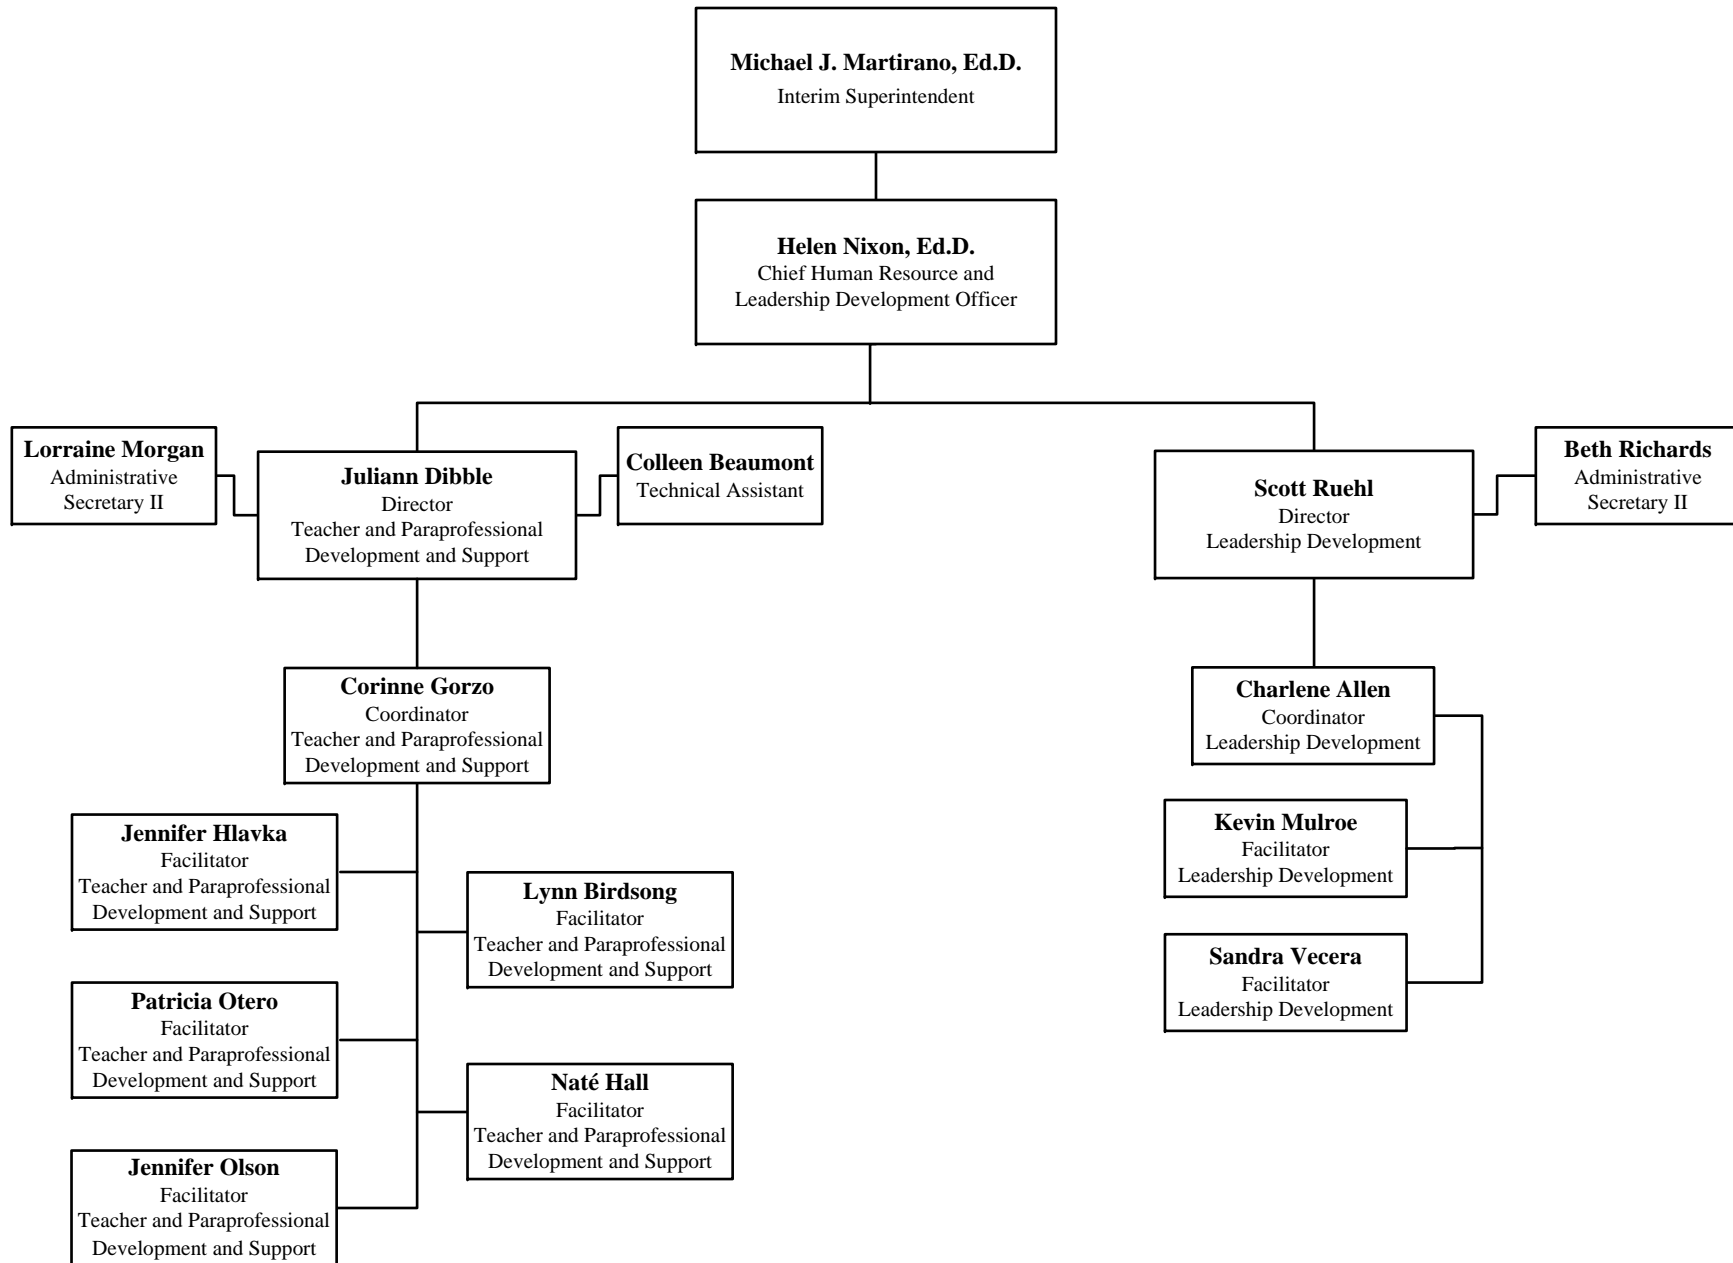 Michael J. Martirano, Ed.D.
Interim Superintendent
Helen Nixon, Ed.D.
Chief Human Resource and
Leadership Development Officer
Lorraine Morgan
Administrative
Secretary II
Juliann Dibble
Director
Teacher and Paraprofessional
Development and Support
Colleen Beaumont
Technical Assistant
Scott Ruehl
Director
Leadership Development
Beth Richards
Administrative
Secretary II
Corinne Gorzo
Coordinator
Teacher and Paraprofessional
Development and Support
Charlene Allen
Coordinator
Leadership Development
Jennifer Hlavka
Facilitator
Teacher and Paraprofessional
Development and Support
Lynn Birdsong
Facilitator
Teacher and Paraprofessional
Development and Support
Kevin Mulroe
Facilitator
Leadership Development
Sandra Vecera
Facilitator
Leadership Development
Patricia Otero
Facilitator
Teacher and Paraprofessional
Development and Support
Naté Hall
Facilitator
Teacher and Paraprofessional
Development and Support
Jennifer Olson
Facilitator
Teacher and Paraprofessional
Development and Support